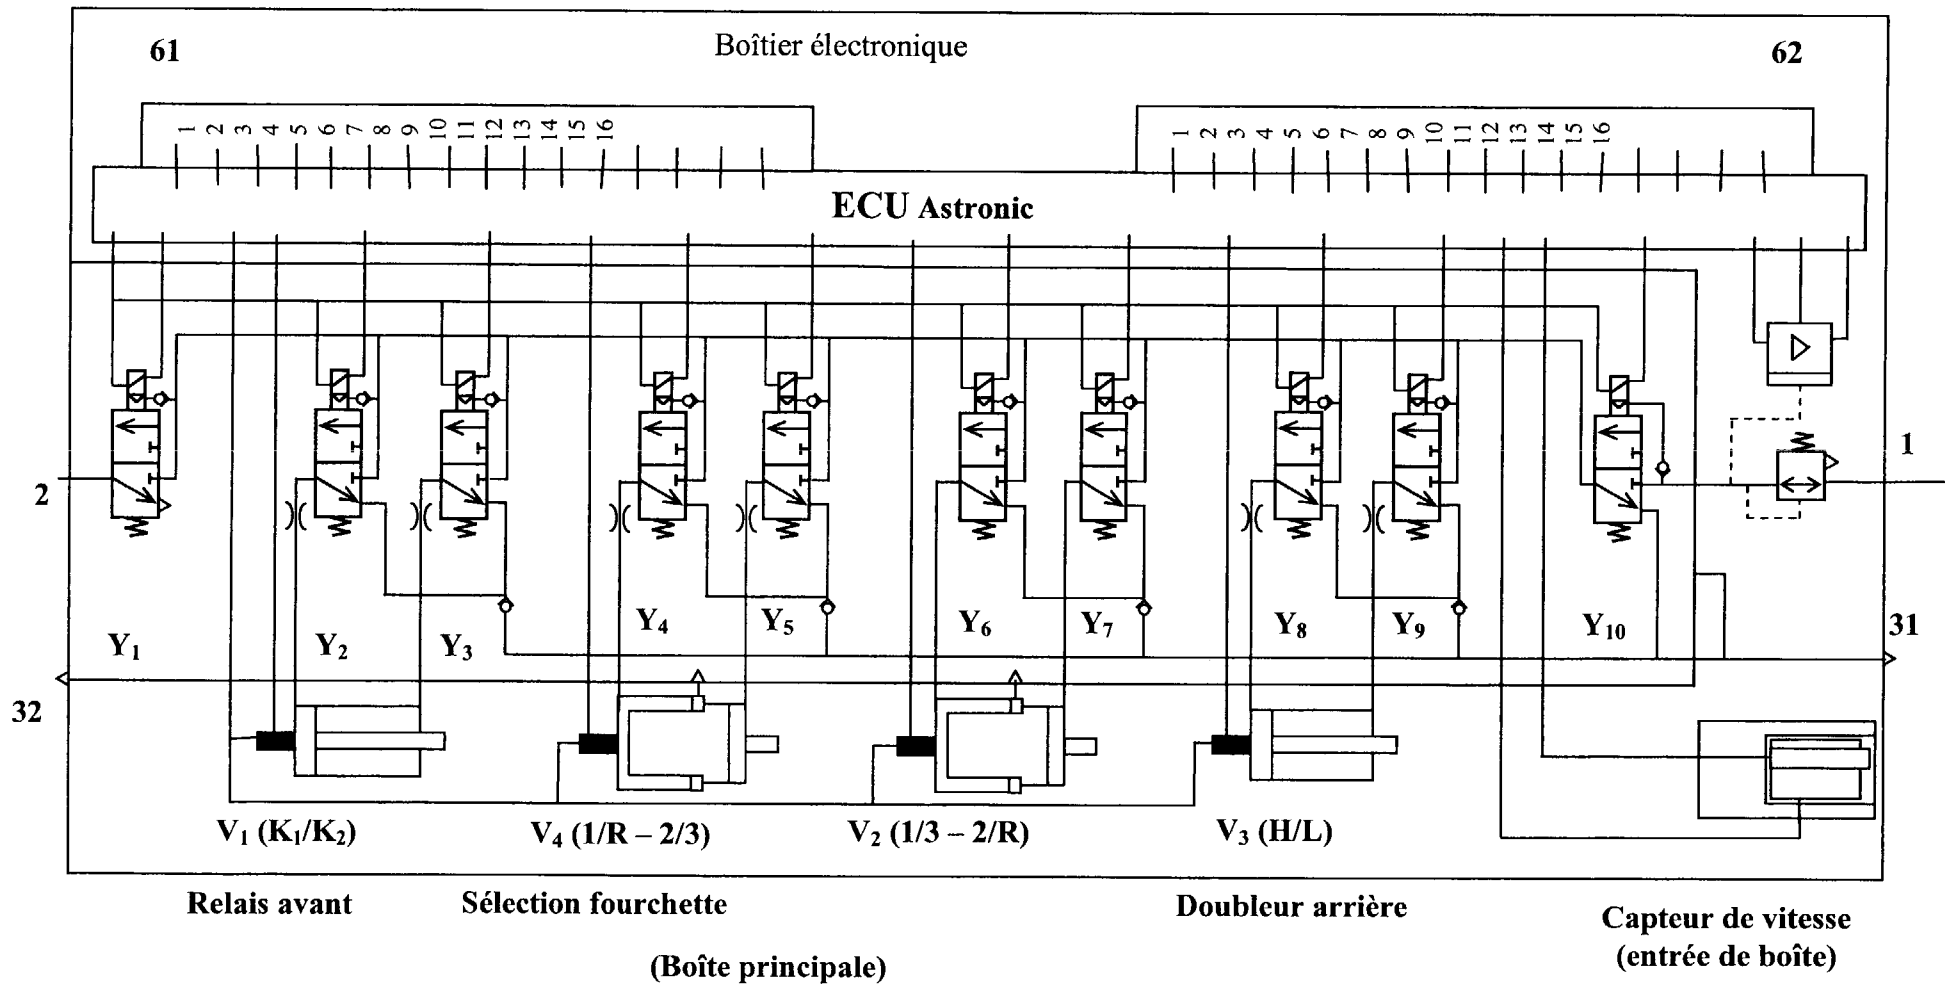 61
Boîtier électronique
62
1 2 3 4 5 6 7 8 9 10 11 12 13 14 15 16
1 2 3 4 5 6 7 8 9 10 11 12 13 14 15 16
ECU Astronic
1
2
Y1
Y2
Y3
Y4
Y5
Y6
Y7
Y8
Y9
Y10
31
32
V1 (K1/K2)
V4 (1/R – 2/3)
V2 (1/3 – 2/R)
V3 (H/L)
Relais avant
Sélection fourchette
Doubleur arrière
Capteur de vitesse
(entrée de boîte)
(Boîte principale)